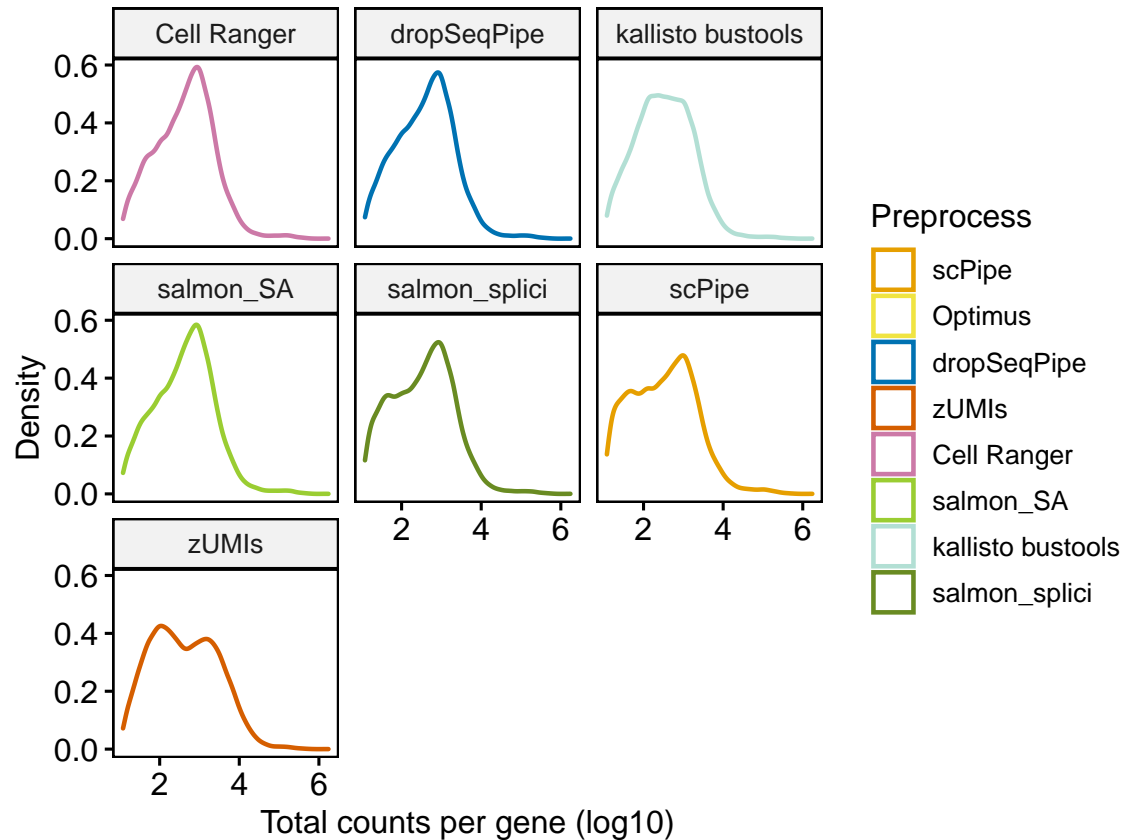 Cell Ranger
dropSeqPipe
kallisto bustools
0.6
0.4
0.2
0.0
salmon_SA
salmon_splici
scPipe
0.6
0.4
0.2
0.0
2 4 6
2 4 6
zUMIs
0.6
0.4
0.2
0.0
2 4 6
Density
Total counts per gene (log10)
Preprocess
scPipe
Optimus
dropSeqPipe
zUMIs
Cell Ranger
salmon_SA
kallisto bustools
salmon_splici